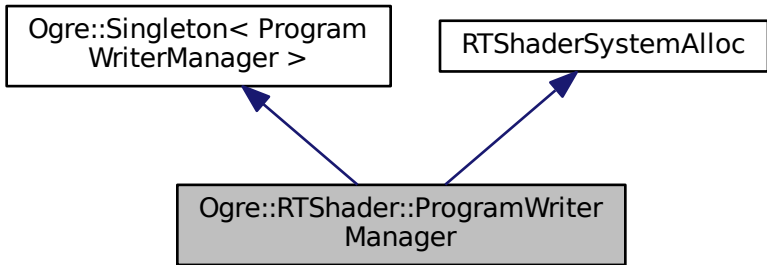 Ogre::Singleton< Program
WriterManager >
RTShaderSystemAlloc
Ogre::RTShader::ProgramWriter
Manager